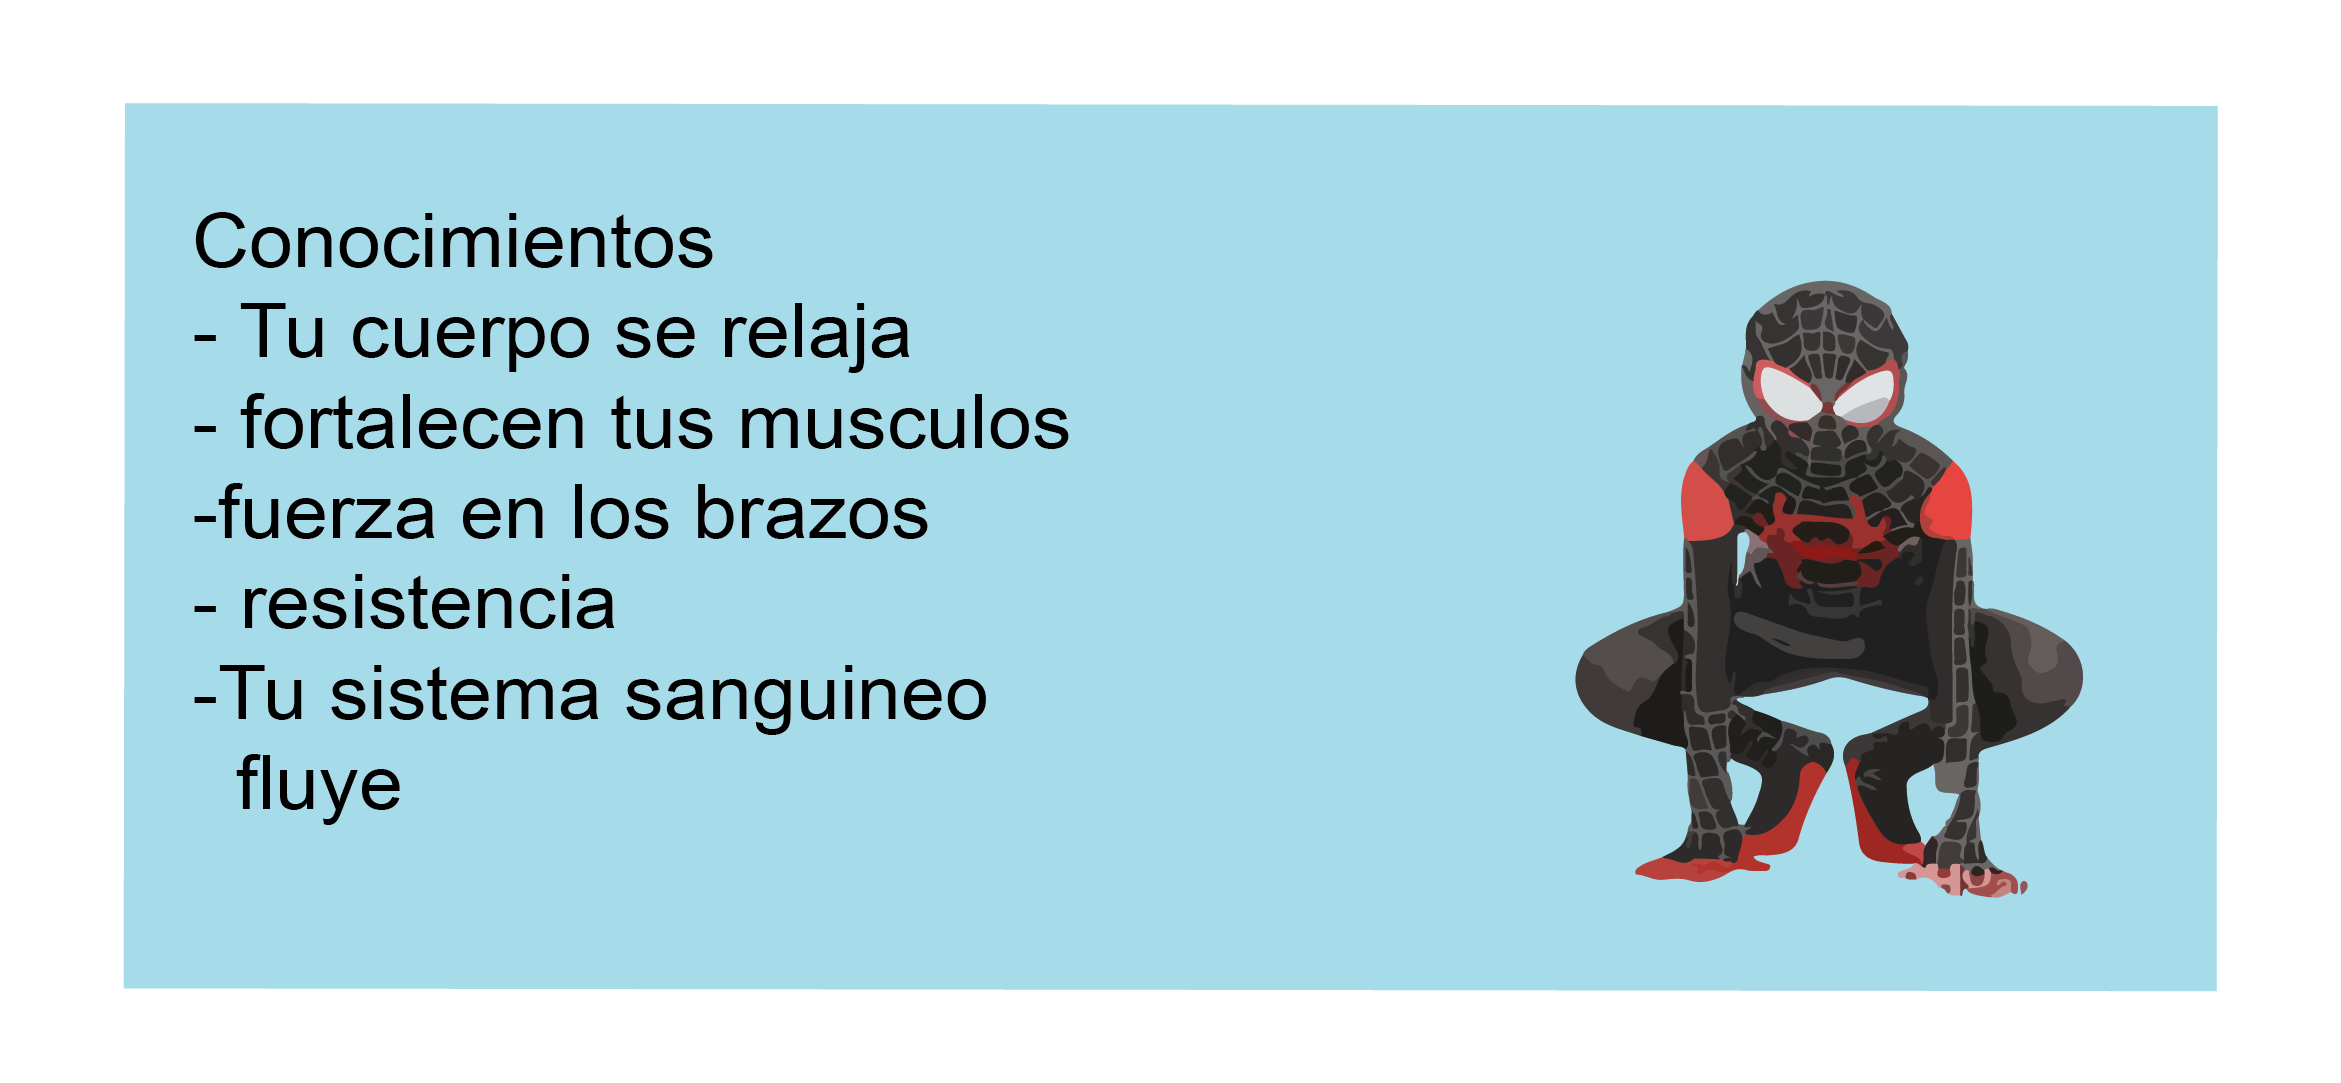 Conocimientos
- Tu cuerpo se relaja
- fortalecen tus musculos
-fuerza en los brazos
- resistencia
-Tu sistema sanguineo
fluye